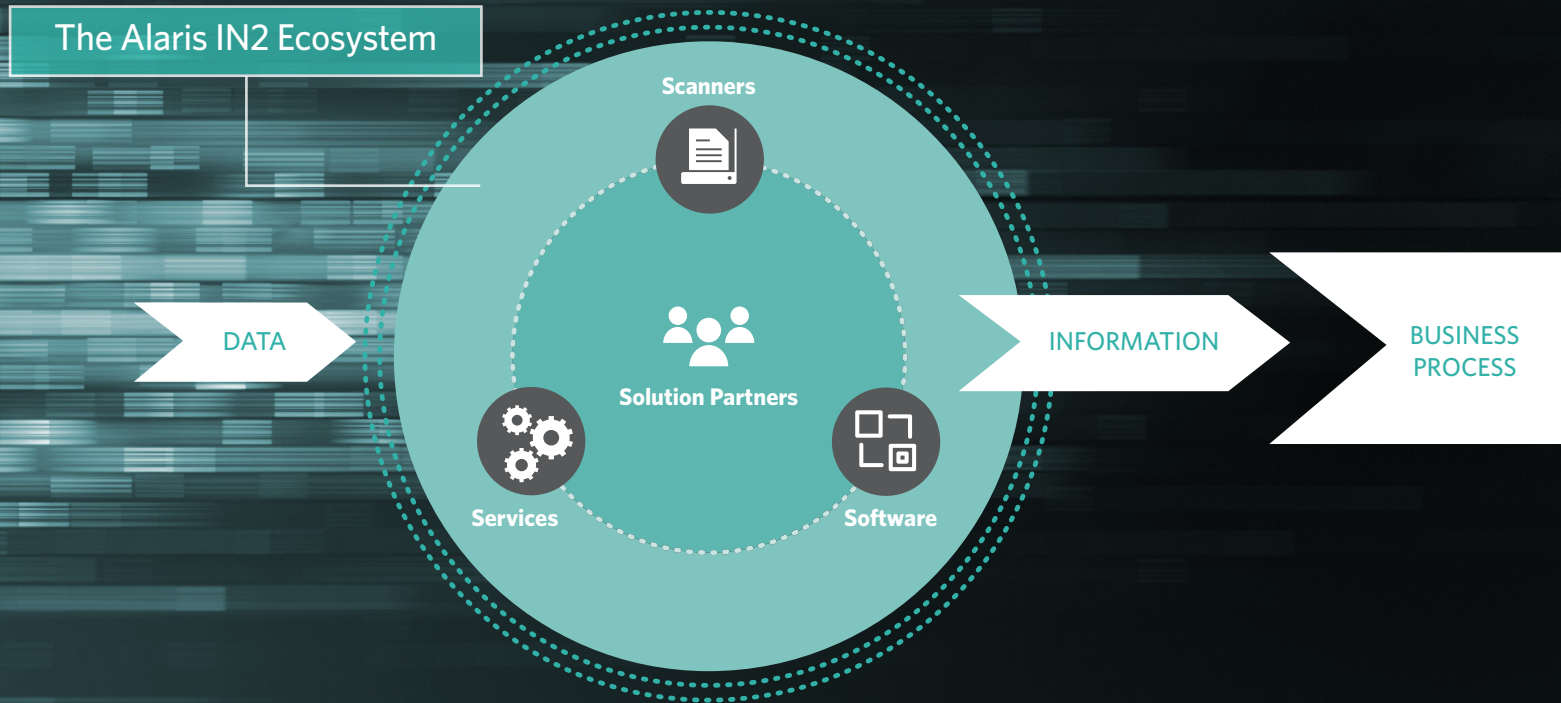 The Alaris IN2 Ecosystem
Scanners
DATA
Solution Partners
INFORMATION
BUSINESS
PROCESS
Services
Software